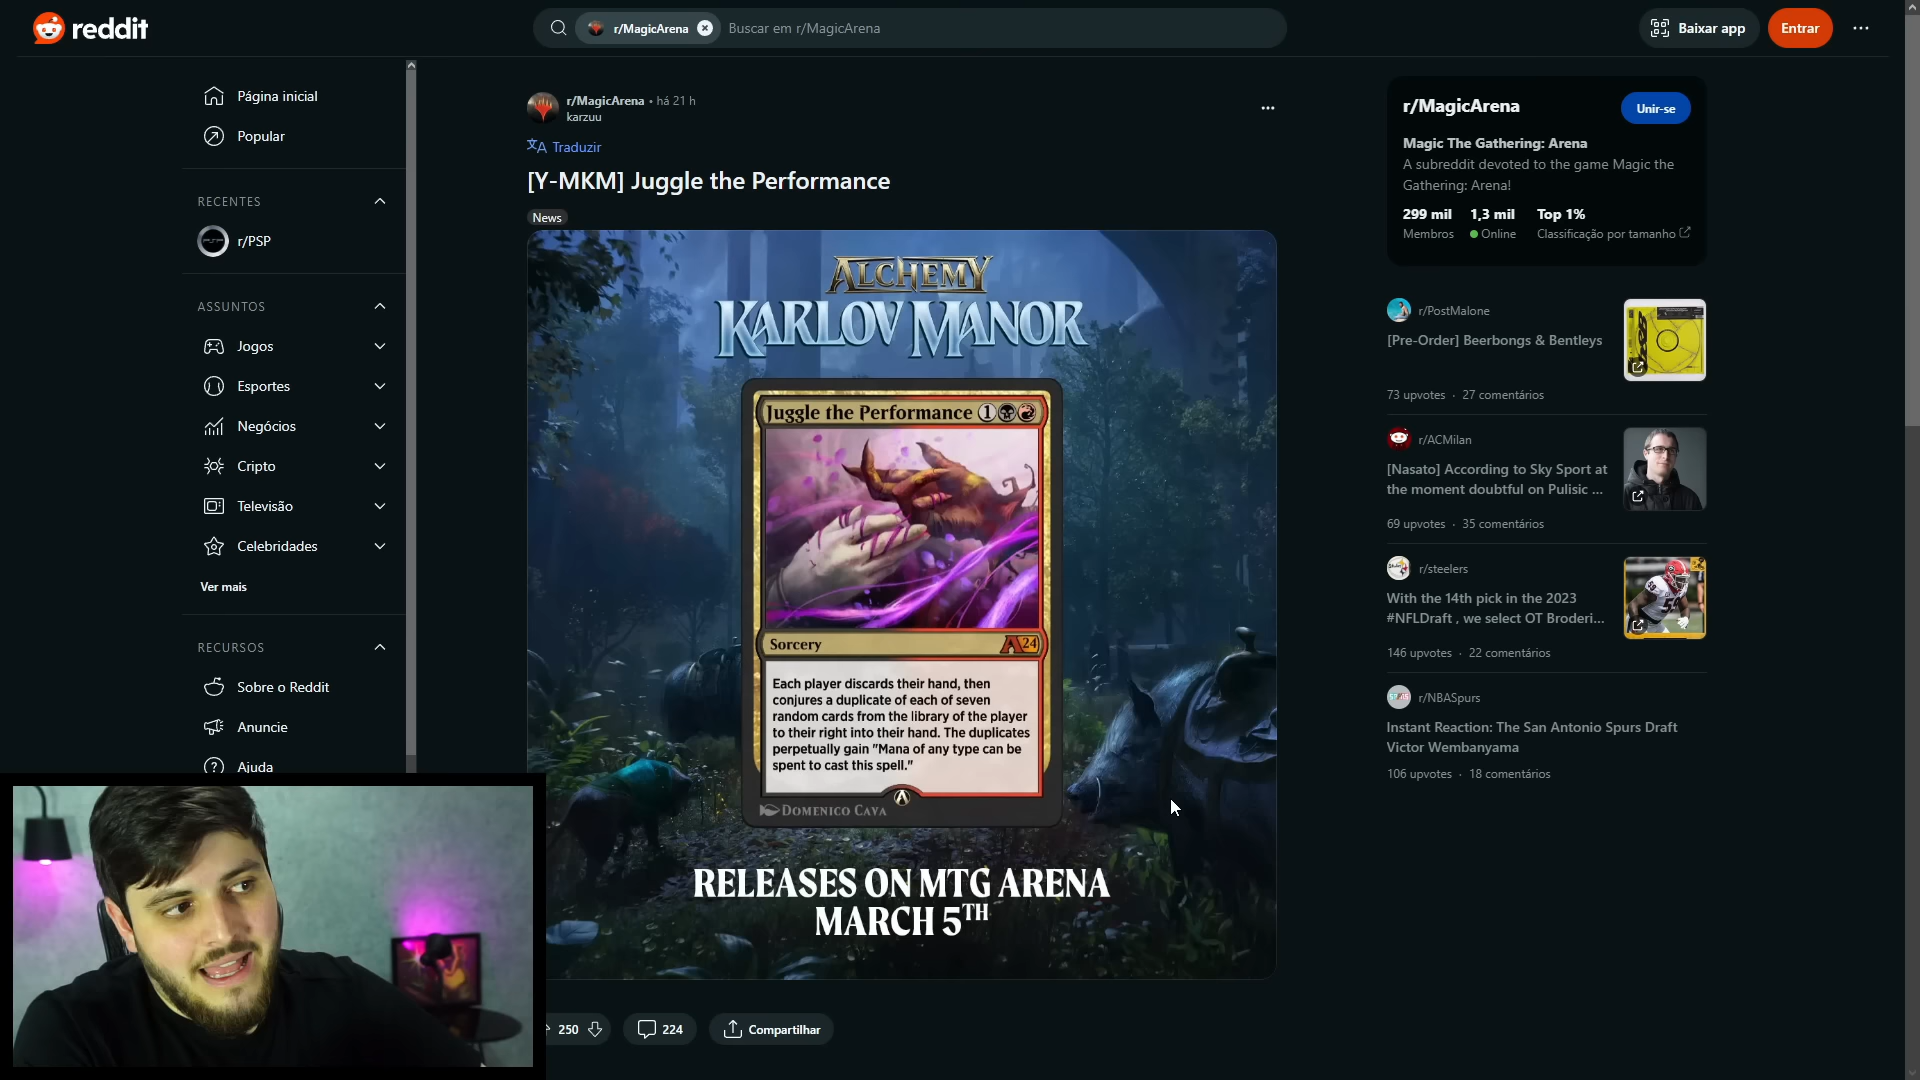 reddit
r/MagicArena
Buscar em r/MagicArena
Baixar app
Entrar
Página inicial
Popular
RECENTES
r/PSP
ASSUNTOS
Jogos
Esportes
Negócios
Cripto
Televisão
Celebridades
Ver mais
RECURSOS
Sobre o Reddit
Anuncie
Ajuda
r/MagicArena • há 21 h
karzuu
Traduzir
[Y-MKM] Juggle the Performance
News
ALCHEMY
KARLOV MANOR
Juggle the Performance 1
Sorcery
A24
Each player discards their hand, then
conjures a duplicate of each of seven
random cards from the library of the player
to their right into their hand. The duplicates
perpetually gain "Mana of any type can be
spent to cast this spell."
DOMENICO CAVA
RELEASES ON MTG ARENA
MARCH 5TH
250
224
Compartilhar
r/MagicArena
Unir-se
Magic The Gathering: Arena
A subreddit devoted to the game Magic the
Gathering: Arena!
299 mil 1,3 mil Top 1%
Membros Online Classificação por tamanho
r/PostMalone
[Pre-Order] Beerbongs & Bentleys
73 upvotes · 27 comentários
r/ACMilan
[Nasato] According to Sky Sport at
the moment doubtful on Pulisic ...
69 upvotes · 35 comentários
r/steelers
With the 14th pick in the 2023
#NFLDraft , we select OT Broderi...
146 upvotes · 22 comentários
r/NBASpurs
Instant Reaction: The San Antonio Spurs Draft
Victor Wembanyama
106 upvotes · 18 comentários